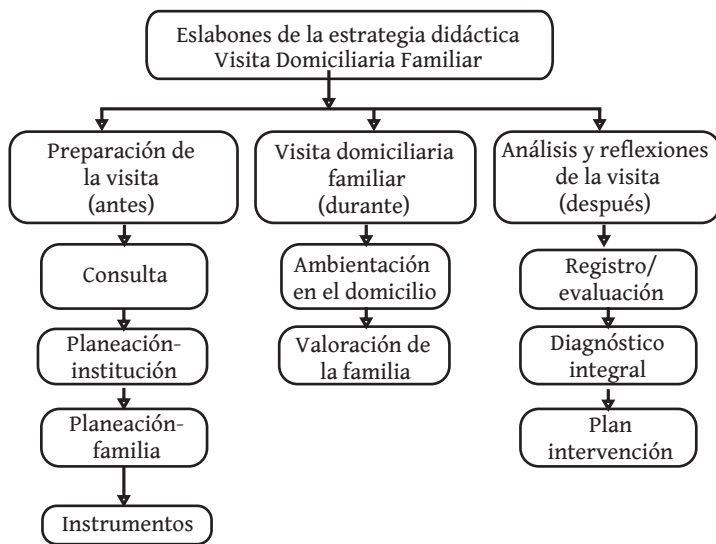 Eslabones de la estrategia didáctica
Visita Domiciliaria Familiar
Preparación de
la visita
(antes)
Consulta
Planeación-
institución
Planeación-
familia
Instrumentos
Visita domiciliaria
familiar
(durante)
Ambientación
en el domicilio
Valoración de
la familia
Análisis y reflexiones
de la visita
(después)
Registro/
evaluación
Diagnóstico
integral
Plan
intervención